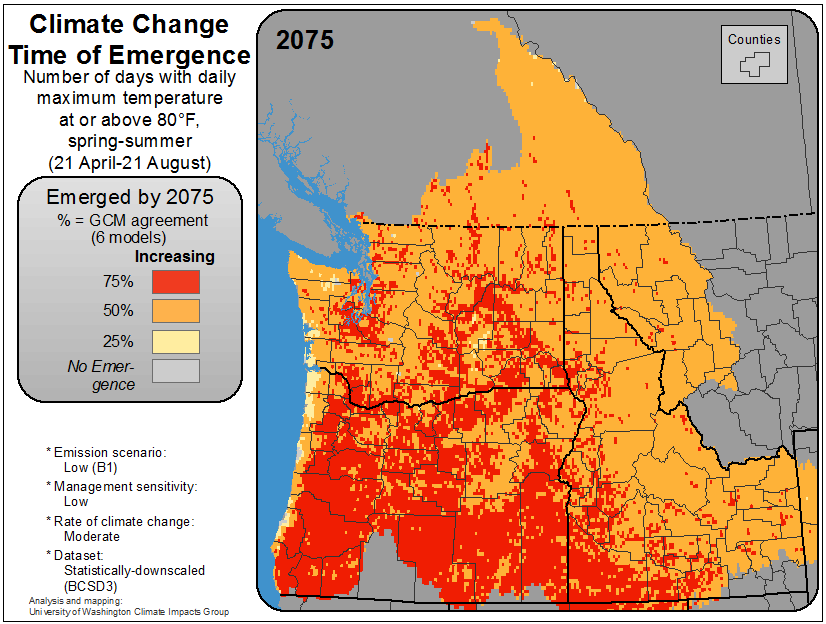 Climate Change
Time of Emergence
Number of days with daily
maximum temperature
at or above 80°F,
spring-summer
(21 April-21 August)
Emerged by 2075
% = GCM agreement
(6 models)
Increasing
75%
50%
25%
No Emer-
gence
* Emission scenario:
Low (B1)
* Management sensitivity:
Low
* Rate of climate change:
Moderate
* Dataset:
Statistically-downscaled
(BCSD3)
Analysis and mapping:
University of Washington Climate Impacts Group
2075
Counties